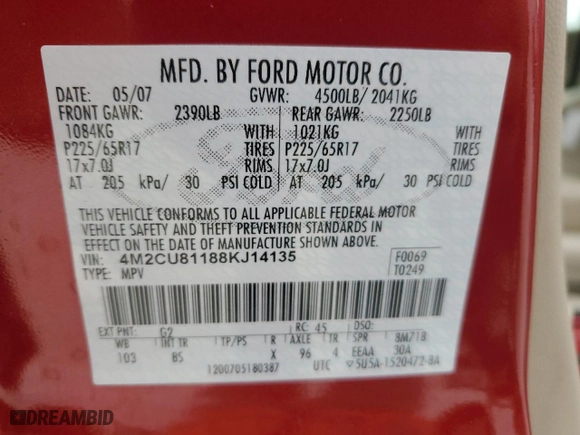 MFD. BY FORD MOTOR CO.
DATE: 05/07 GVWR: 4500LB/ 2041KG
FRONT GAWR: 2390LB REAR GAWR: 2250LB
1084KG WITH 1021KG WITH
P225/65R17 TIRES P225/65R17 TIRES
17x7.0J RIMS 17x7.0J RIMS
AT 205 kPa/ 30 PSI COLD AT 205 kPa/ 30 PSI COLD
THIS VEHICLE CONFORMS TO ALL APPLICABLE FEDERAL MOTOR
VEHICLE SAFETY AND THEFT PREVENTION STANDARDS IN
EFFECT ON THE DATE OF MANUFACTURE SHOWN ABOVE.
VIN: 4M2CU81188KJ14135 F0069
TYPE: MPV T0249
EXT PNT: G2 RC: 45 DSO:
WB INT TR TP/PS R AXLE TR SPR 8M71B
103 BS X 96 4 EEAA 30A
1200705180387 UTC 5U5A-1520472-BA
DREAMBID